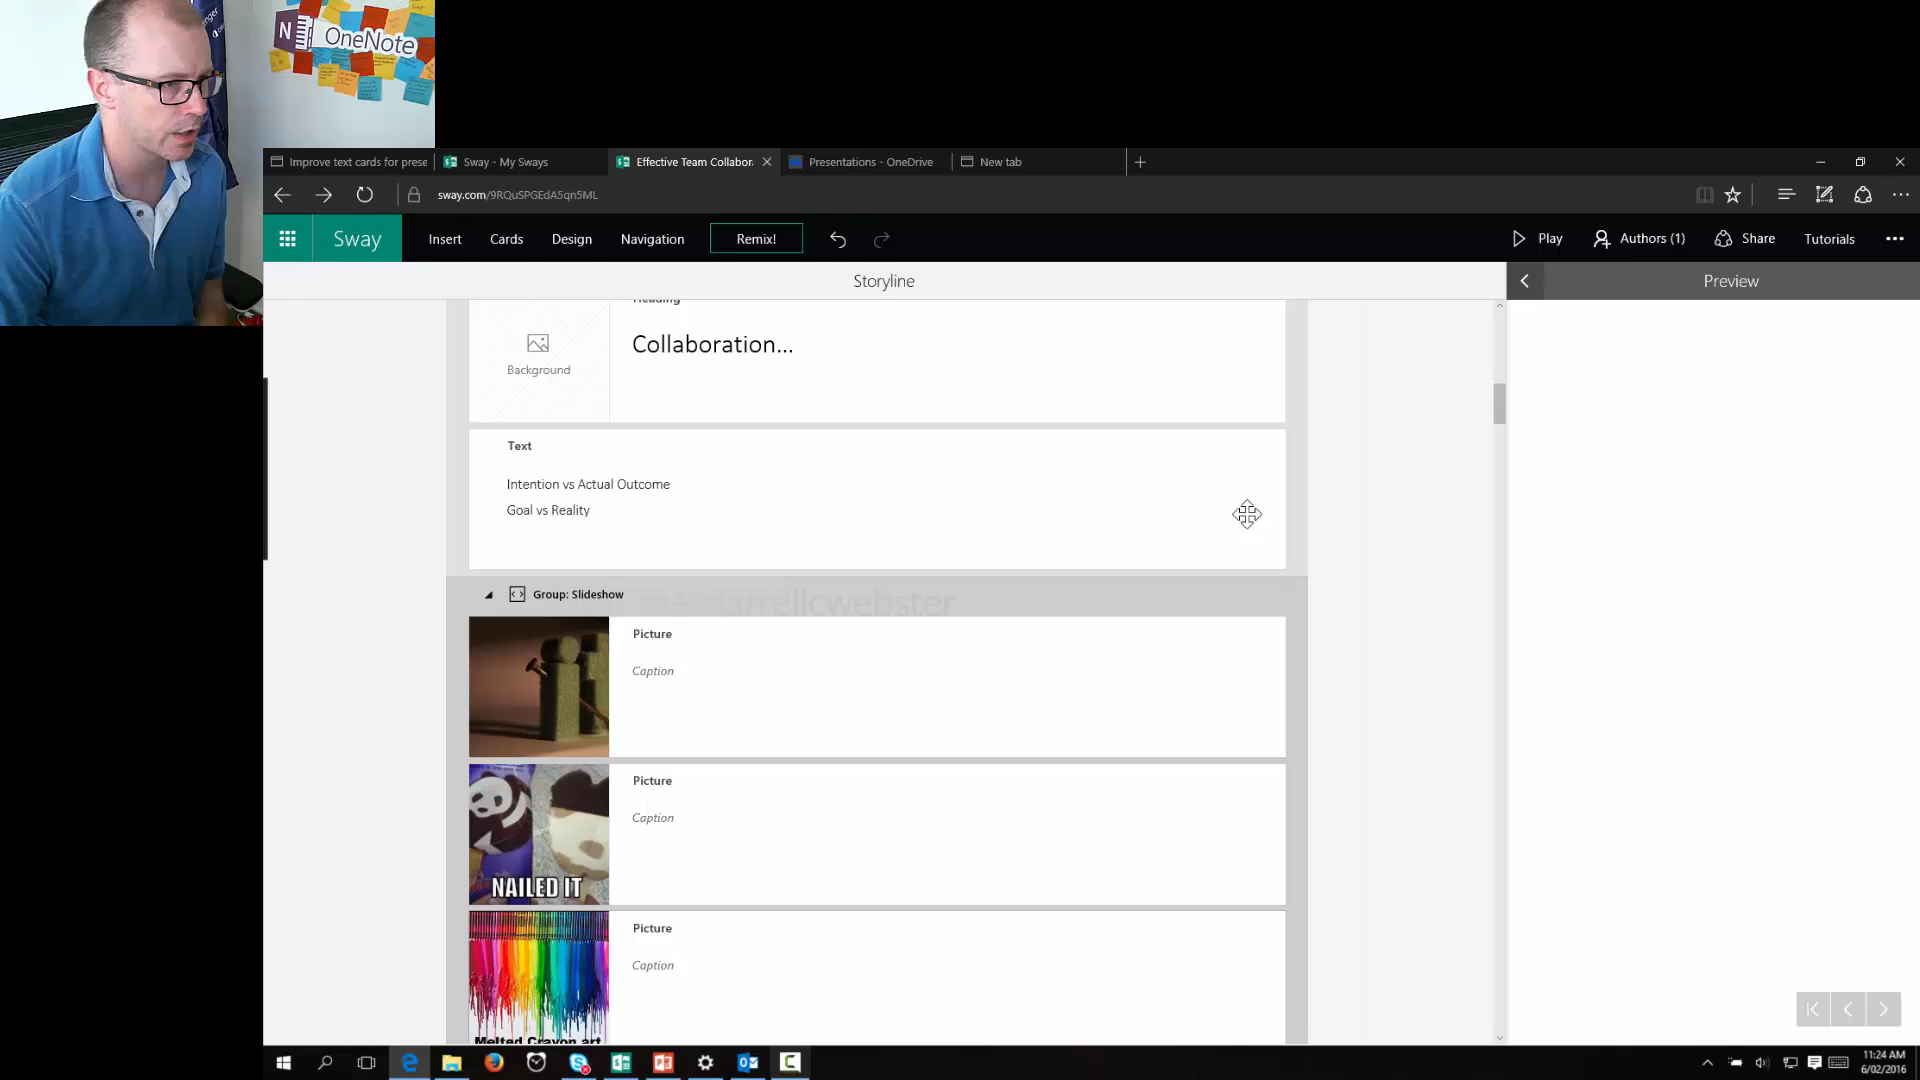 OneNote
N
Improve text cards for prese
Sway - My Sways
Effective Team Collabor
Presentations - OneDrive
New tab
sway.com/9RQuSPGEdA5qn5ML
Sway
Insert
Cards
Design
Navigation
Remix!
Play
Authors (1)
Share
Tutorials
Storyline
Preview
Heading
Collaboration...
Background
Text
Intention vs Actual Outcome
Goal vs Reality
Group: Slideshow
Picture
Caption
Picture
Caption
NAILED IT
Picture
Caption
Melted Crayon art
11:24 AM
6/02/2016